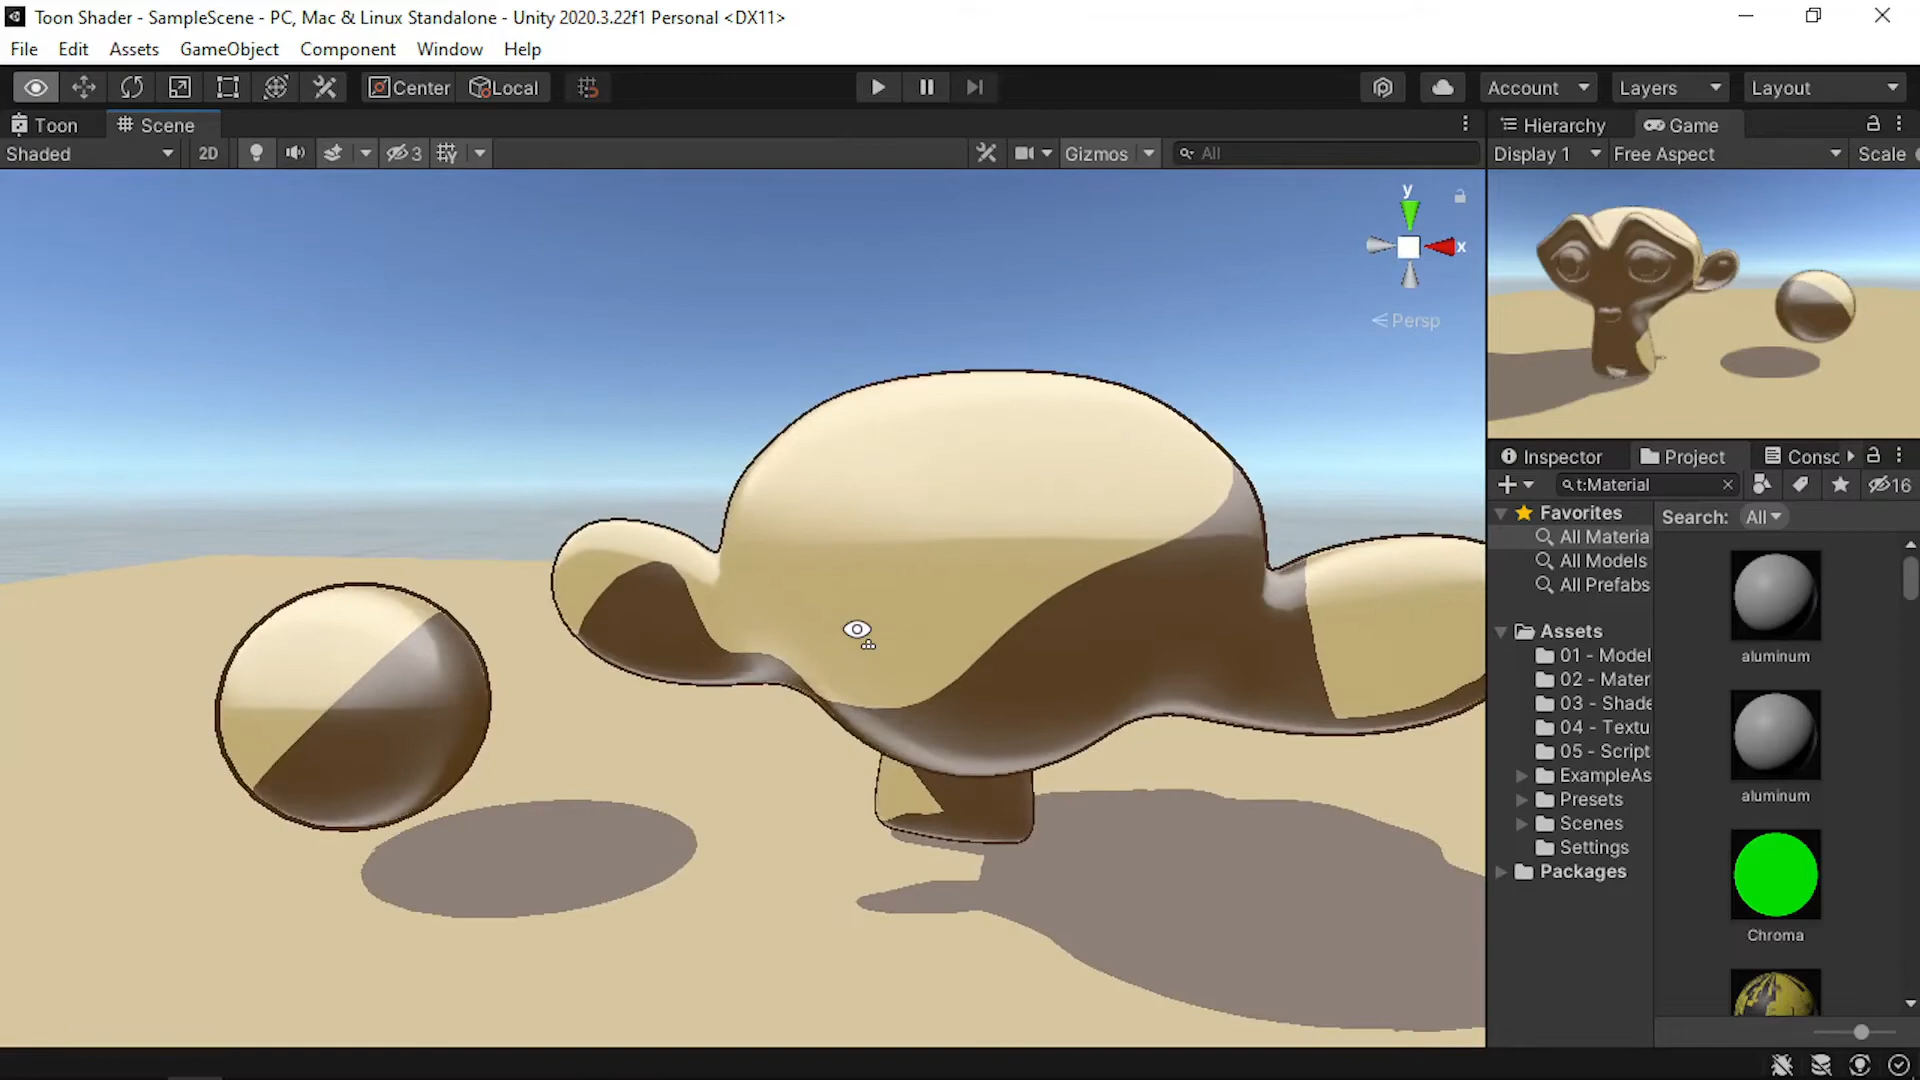 Toon Shader - SampleScene - PC, Mac & Linux Standalone - Unity 2020.3.22f1 Personal <DX11>
File Edit Assets GameObject Component Window Help
Center Local Account Layers Layout
Toon Scene Hierarchy Game
Shaded 2D 3 Gizmos All Display 1 Free Aspect Scale
y
x
Persp
Inspector Project Consc
t:Material 16
Favorites Search: All
All Materia
All Models
All Prefabs
aluminum
Assets
01 - Model
02 - Mater
03 - Shade
04 - Textu
05 - Script
ExampleAs
aluminum
Presets
Scenes
Settings
Packages
Chroma